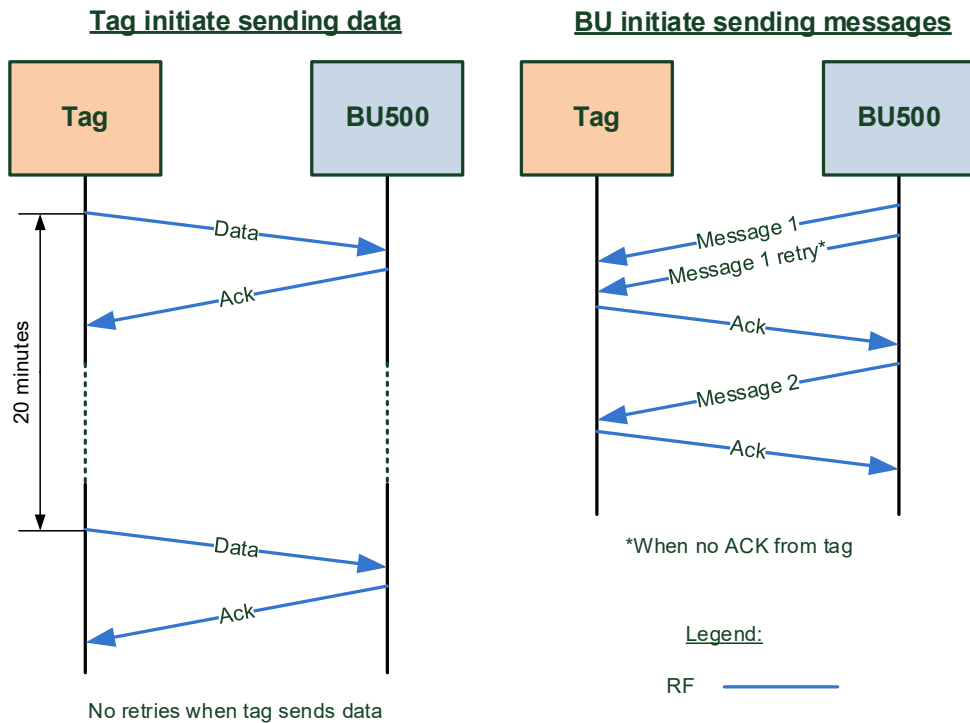 Tag initiate sending data
Tag
BU500
Data
Ack
20 minutes
Data
Ack
No retries when tag sends data
BU initiate sending messages
Tag
BU500
Message 1
Message 1 retry*
Ack
Message 2
Ack
*When no ACK from tag
Legend:
RF